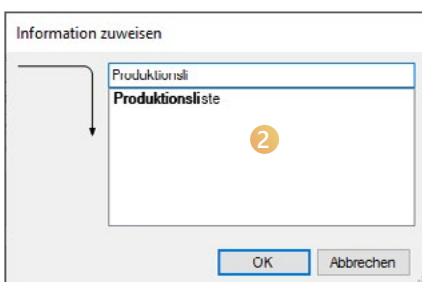 Information zuweisen
Produktionsli
Produktionsliste
2
OK Abbrechen